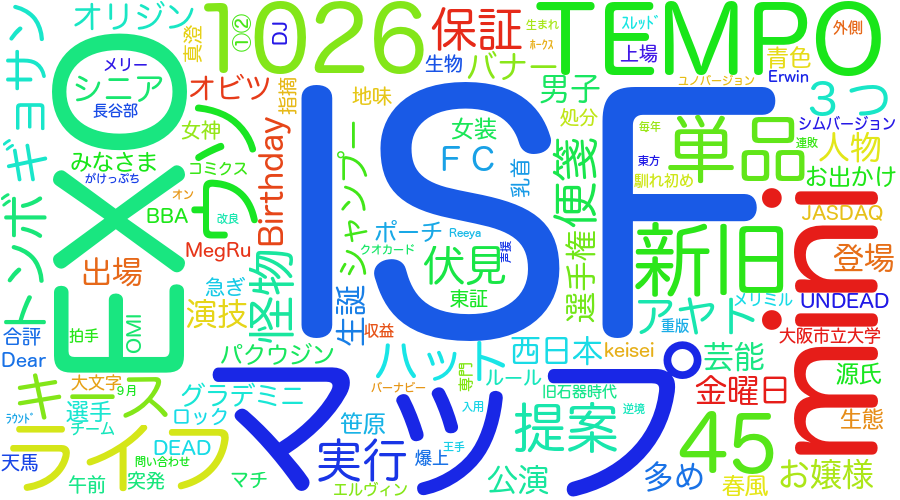 オリジン
1026
保証
TEMPO
外側
生まれ
ｽﾚｯﾄﾞ
ﾎｰｸｽ
上場
青色
ユノバージョン
Erwin
DJ
①②
真澄
メリー
シニア
長谷部
オビツ
指摘
生物
バナー
地味
男子
処分
３つ
トンボギョサン
EXO
ISF
:inm
女神
みなさま
がけっぷち
コミクス
オン
ワン
改良
BBA
MegRu
Birthday
シャンプー
女装
ＦＣ
乳首
便箋
毎年
単品
シムバージョン
連敗
東方
人物
馴れ初め
お出かけ
JASDAQ
ポーチ
Reeya
クオカード
声援
伏見
東証
選手権
新旧
登場
出場
急ぎ
演技
怪物
生誕
OMI
拍手
合評
Dear
収益
アヤト
メリミル
UNDEAD
重版
大阪市立大学
パクウジン
ハット
西日本
keisei
芸能
源氏
キース
大文字
9月
選手
チーム
ﾗｳﾝﾄﾞ
グラデミニ
ロック
バーナビー
専門
ルール
旧石器時代
金曜日
生態
ライフ
DEAD
マップ
笹原
入用
提案
逆境
45
天馬
問い合わせ
突発
午前
マチ
実行
エルヴィン
爆上
王手
公演
多め
春風
お嬢様